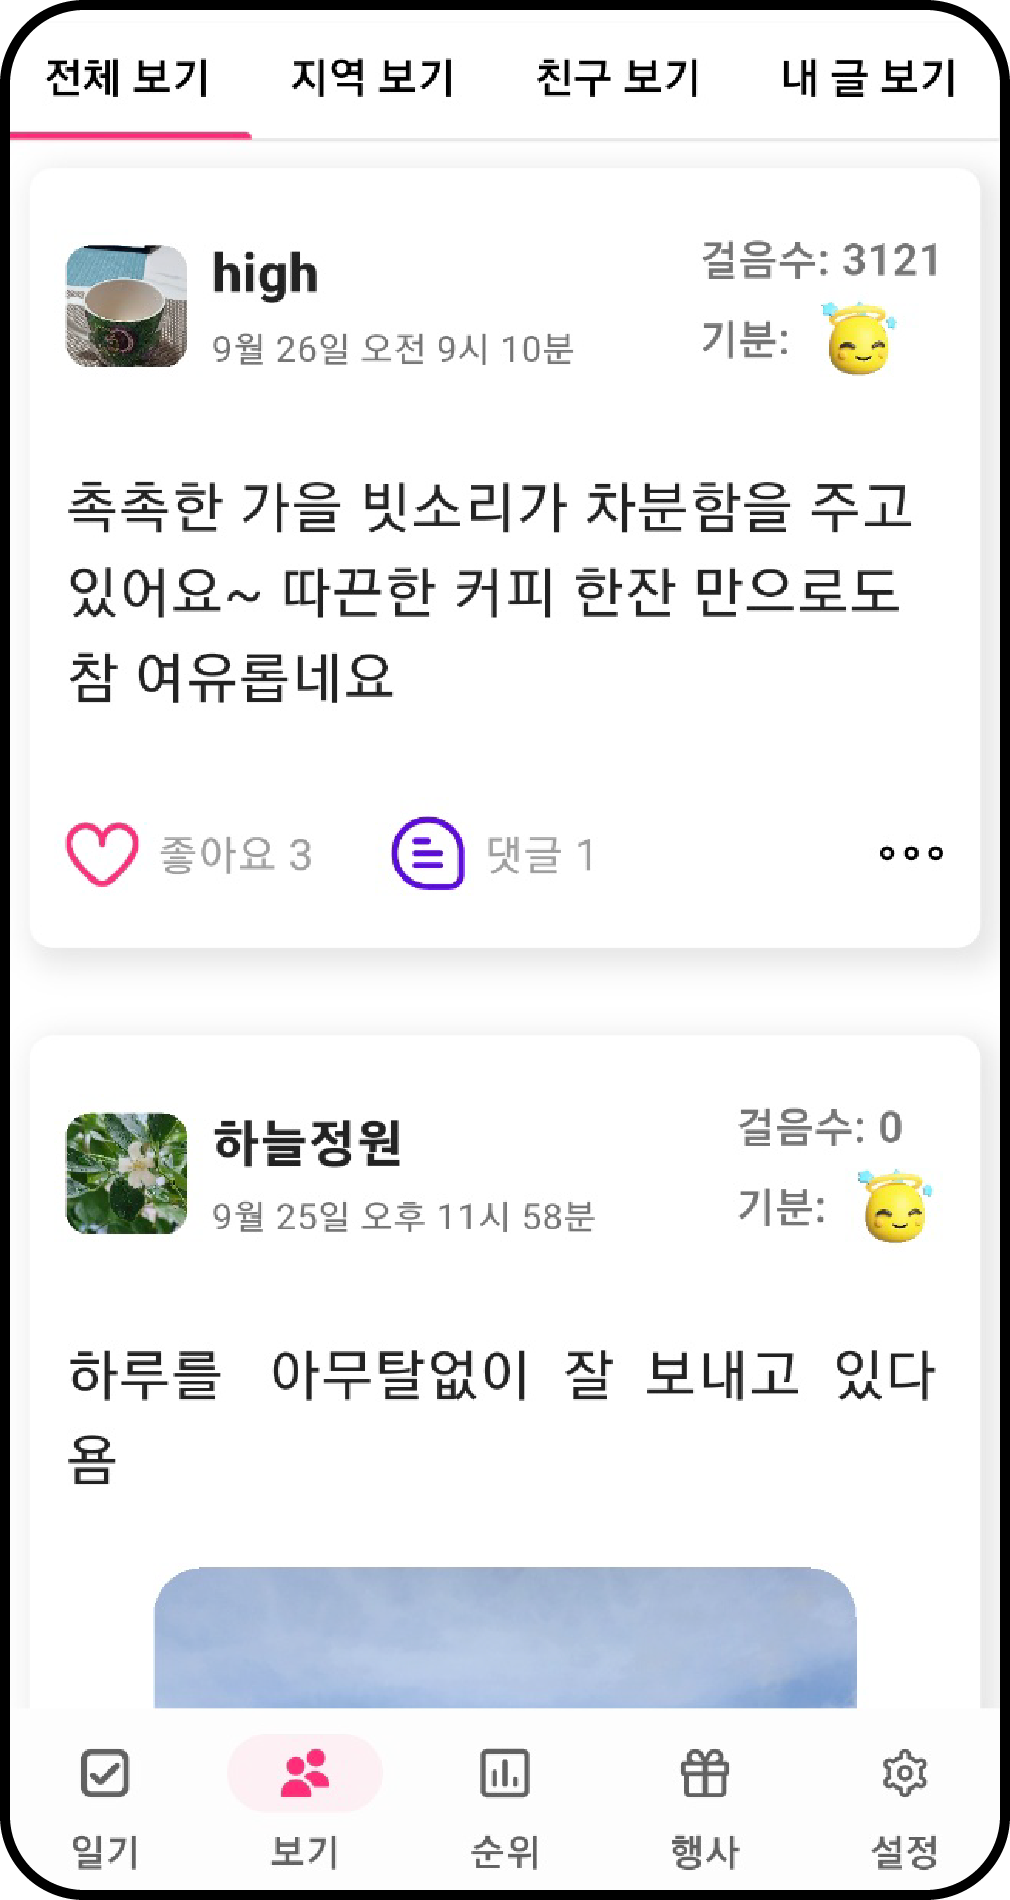 전체 보기 지역 보기 친구 보기 내 글 보기
high
걸음수: 3121
9월 26일 오전 9시 10분
기분:
촉촉한 가을 빗소리가 차분함을 주고
있어요~ 따끈한 커피 한잔 만으로도
참 여유롭네요
좋아요 3 댓글 1
하늘정원
걸음수: 0
9월 25일 오후 11시 58분
기분:
하루를 아무탈없이 잘 보내고 있다
욤
일기 보기 순위 행사 설정